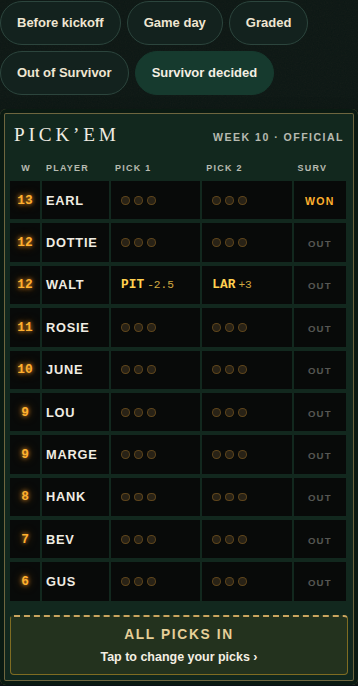 Before kickoff Game day Graded
Out of Survivor Survivor decided
PICK'EM WEEK 10 · OFFICIAL
W PLAYER PICK 1 PICK 2 SURV
13 EARL WON
12 DOTTIE OUT
12 WALT PIT -2.5 LAR +3 OUT
11 ROSIE OUT
10 JUNE OUT
9 LOU OUT
9 MARGE OUT
8 HANK OUT
7 BEV OUT
6 GUS OUT
ALL PICKS IN
Tap to change your picks ›